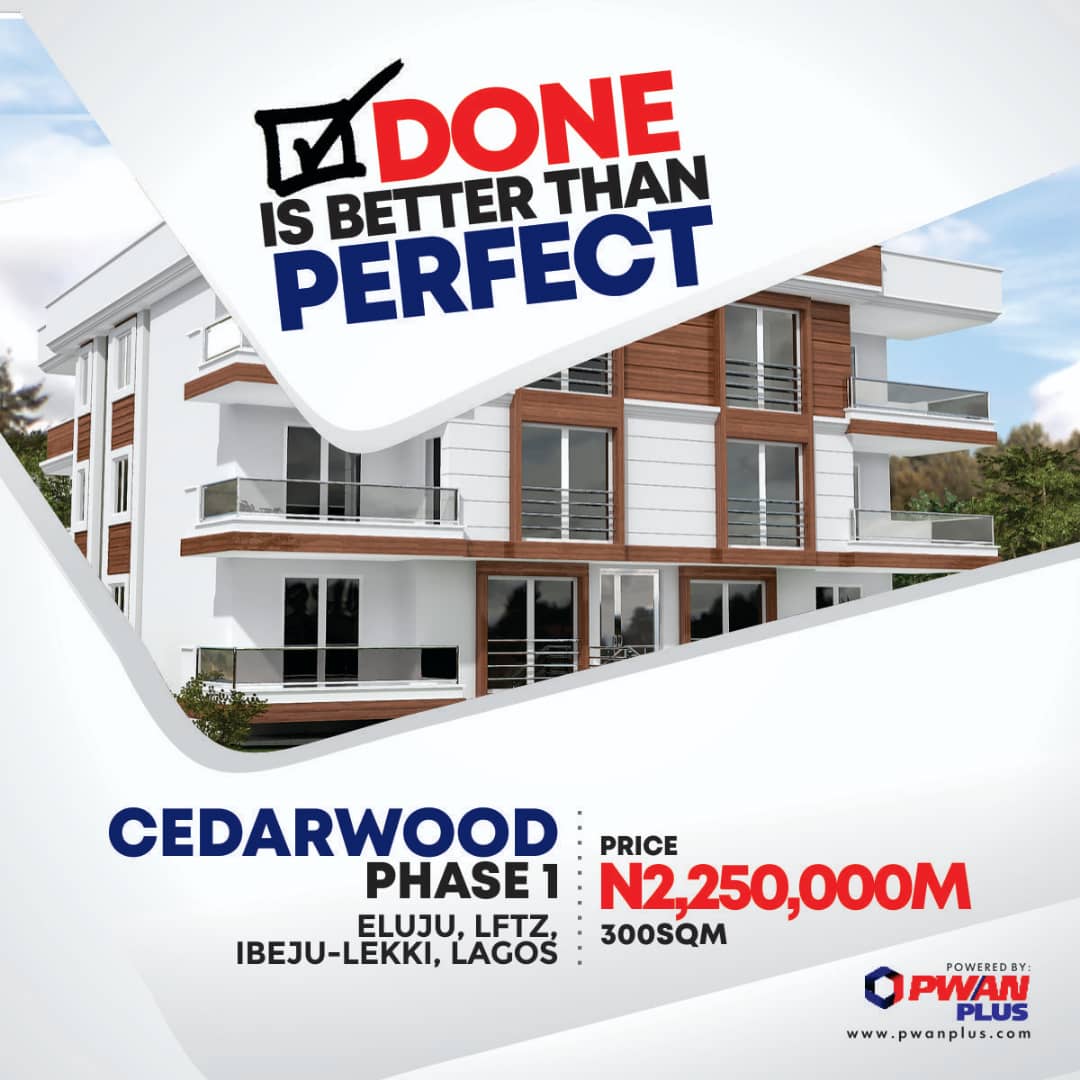 DONE
IS BETTER THAN
PERFECT
CEDARWOOD
PHASE 1
ELUJU, LFTZ,
IBEJU-LEKKI, LAGOS
PRICE
N2,250,000M
300SQM
POWERED BY:
PWAN
PLUS
www.pwanplus.com